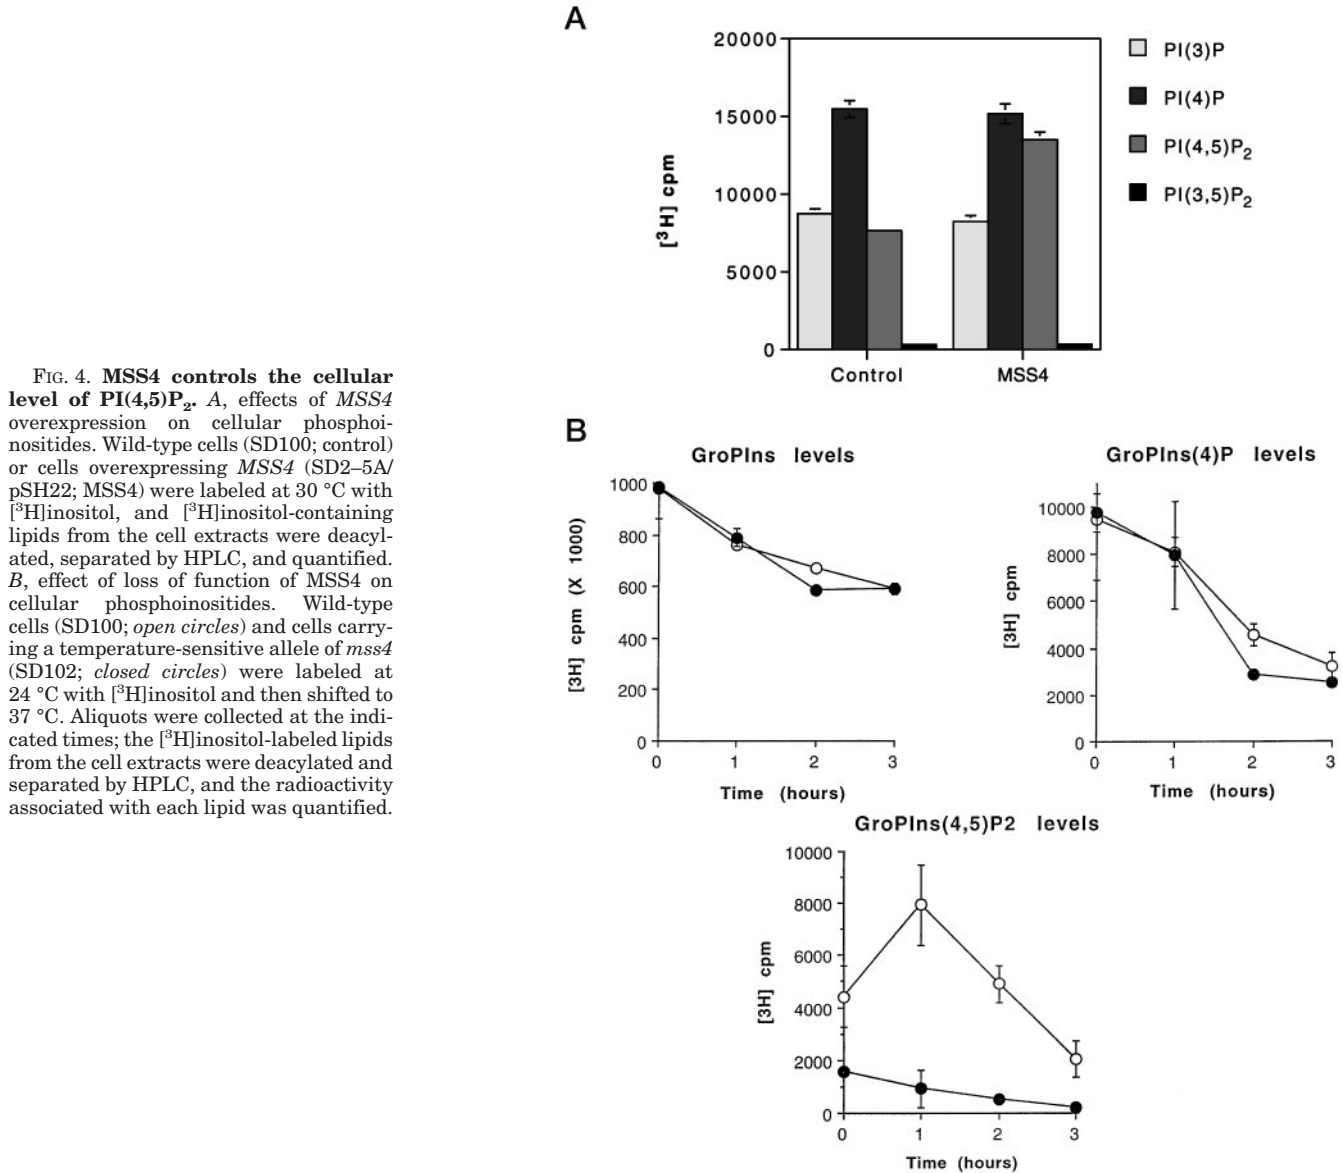 A
20000
15000
10000
5000
0
[³H] cpm
Control
MSS4
PI(3)P
PI(4)P
PI(4,5)P₂
PI(3,5)P₂
FIG. 4. MSS4 controls the cellular
level of PI(4,5)P₂. A, effects of MSS4
overexpression on cellular phosphoi-
nositides. Wild-type cells (SD100; control)
or cells overexpressing MSS4 (SD2–5A/
pSH22; MSS4) were labeled at 30 °C with
[³H]inositol, and [³H]inositol-containing
lipids from the cell extracts were deacyl-
ated, separated by HPLC, and quantified.
B, effect of loss of function of MSS4 on
cellular phosphoinositides. Wild-type
cells (SD100; open circles) and cells carry-
ing a temperature-sensitive allele of mss4
(SD102; closed circles) were labeled at
24 °C with [³H]inositol and then shifted to
37 °C. Aliquots were collected at the indi-
cated times; the [³H]inositol-labeled lipids
from the cell extracts were deacylated and
separated by HPLC, and the radioactivity
associated with each lipid was quantified.
B
GroPIns levels
1000
800
600
400
200
0
[3H] cpm (X 1000)
0 1 2 3
Time (hours)
GroPIns(4)P levels
10000
8000
6000
4000
2000
0
[3H] cpm
0 1 2 3
Time (hours)
GroPIns(4,5)P2 levels
10000
8000
6000
4000
2000
0
[3H] cpm
0 1 2 3
Time (hours)